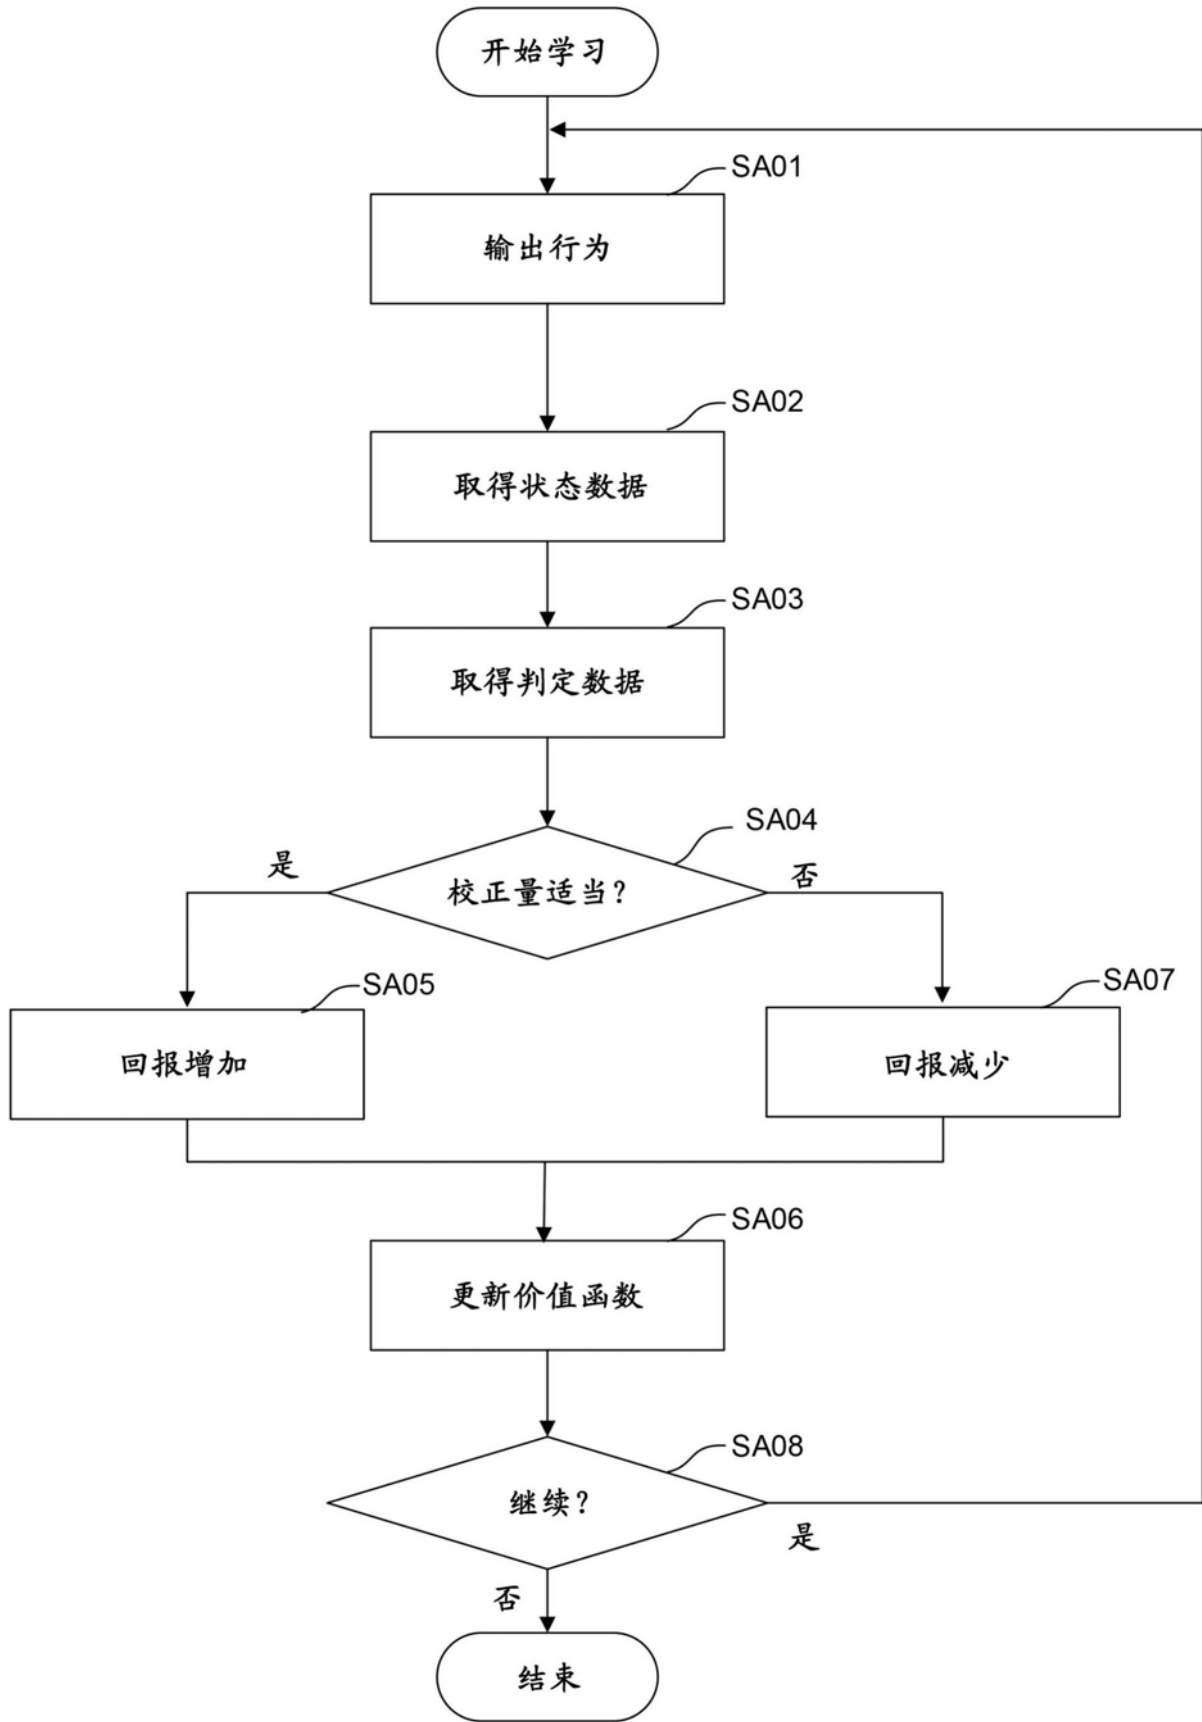 开始学习
SA01
输出行为
SA02
取得状态数据
SA03
取得判定数据
SA04
是
校正量适当?
否
SA05
SA07
回报增加
回报减少
SA06
更新价值函数
SA08
继续?
是
否
结束